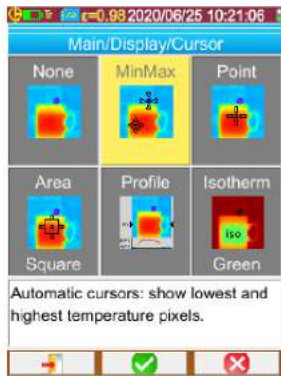 ε=0.98 2020/06/25 10:21:06
Main/Display/Cursor
None MinMax Point
Area Profile Isotherm
iso
Square Green
Automatic cursors: show lowest and
highest temperature pixels.